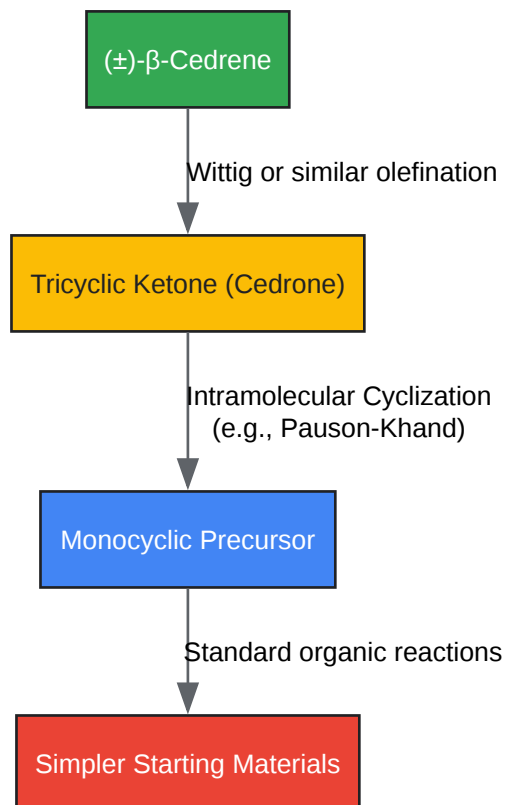 (±)-β-Cedrene
Wittig or similar olefination
Tricyclic Ketone (Cedrone)
Intramolecular Cyclization
(e.g., Pauson-Khand)
Monocyclic Precursor
Standard organic reactions
Simpler Starting Materials